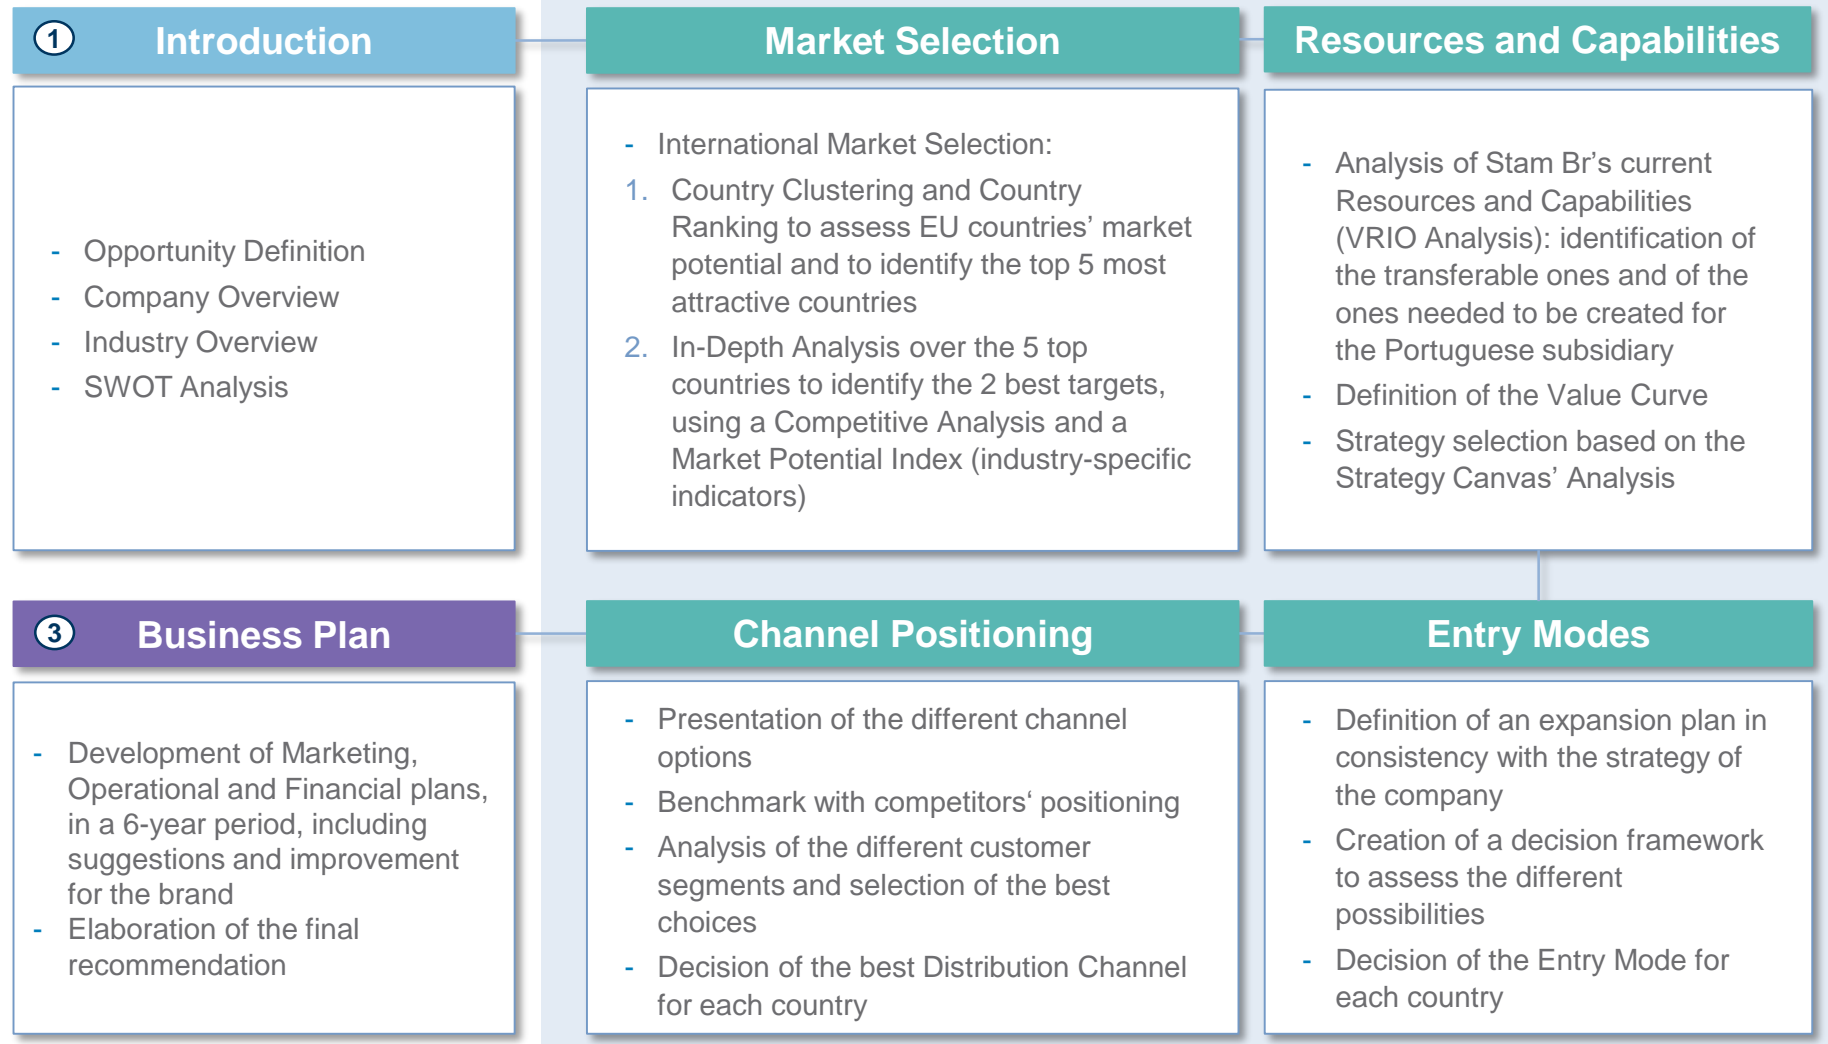 1 Introduction
- Opportunity Definition
- Company Overview
- Industry Overview
- SWOT Analysis
Market Selection
- International Market Selection:
1. Country Clustering and Country
Ranking to assess EU countries’ market
potential and to identify the top 5 most
attractive countries
2. In-Depth Analysis over the 5 top
countries to identify the 2 best targets,
using a Competitive Analysis and a
Market Potential Index (industry-specific
indicators)
Resources and Capabilities
- Analysis of Stam Br’s current
Resources and Capabilities
(VRIO Analysis): identification of
the transferable ones and of the
ones needed to be created for
the Portuguese subsidiary
- Definition of the Value Curve
- Strategy selection based on the
Strategy Canvas’ Analysis
3 Business Plan
- Development of Marketing,
Operational and Financial plans,
in a 6-year period, including
suggestions and improvement
for the brand
- Elaboration of the final
recommendation
Channel Positioning
- Presentation of the different channel
options
- Benchmark with competitors‘ positioning
- Analysis of the different customer
segments and selection of the best
choices
- Decision of the best Distribution Channel
for each country
Entry Modes
- Definition of an expansion plan in
consistency with the strategy of
the company
- Creation of a decision framework
to assess the different
possibilities
- Decision of the Entry Mode for
each country